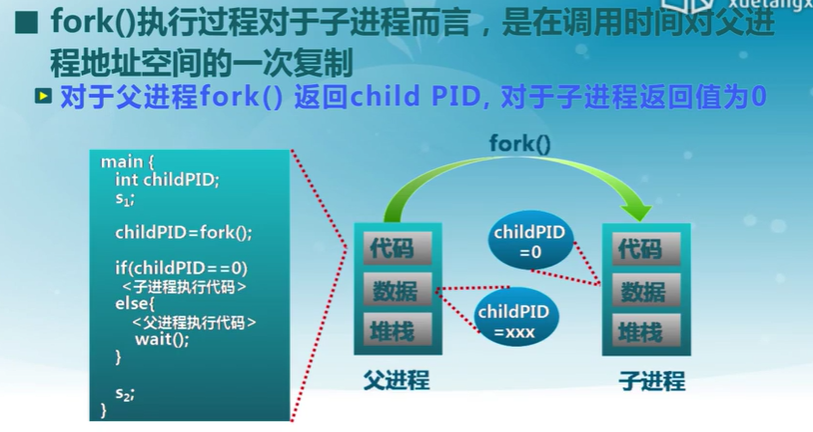 ■ fork()执行过程对于子进程而言，是在调用时间对父进
程地址空间的一次复制
对于父进程fork() 返回child PID, 对于子进程返回值为0
main {
int childPID;
s₁;
childPID=fork();
if(childPID==0)
<子进程执行代码>
else{
<父进程执行代码>
wait();
}
s₂;
}
fork()
代码
数据
堆栈
父进程
childPID
=0
childPID
=xxx
代码
数据
堆栈
子进程